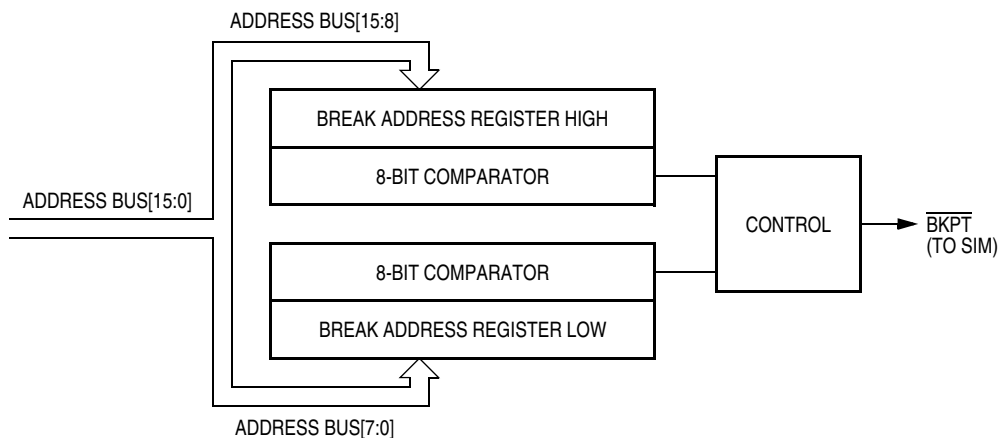 ADDRESS BUS[15:8]
BREAK ADDRESS REGISTER HIGH
8-BIT COMPARATOR
ADDRESS BUS[15:0]
CONTROL
BKPT
(TO SIM)
8-BIT COMPARATOR
BREAK ADDRESS REGISTER LOW
ADDRESS BUS[7:0]